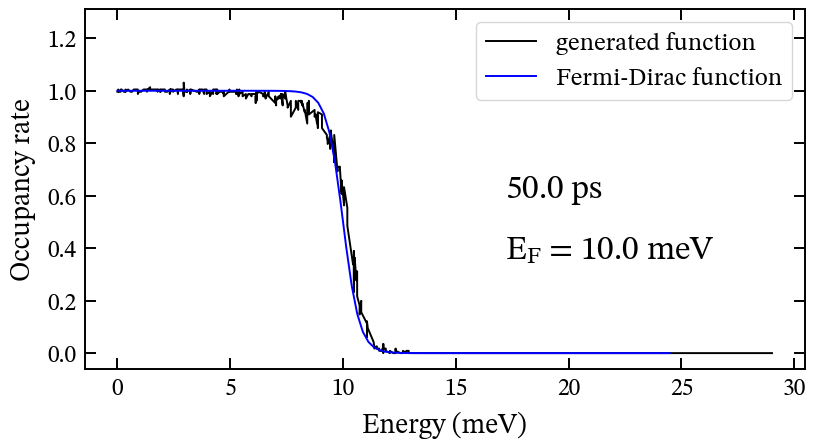 generated function
Fermi-Dirac function
50.0 ps
E_F = 10.0 meV
Occupancy rate
1.2
1.0
0.8
0.6
0.4
0.2
0.0
0 5 10 15 20 25 30
Energy (meV)